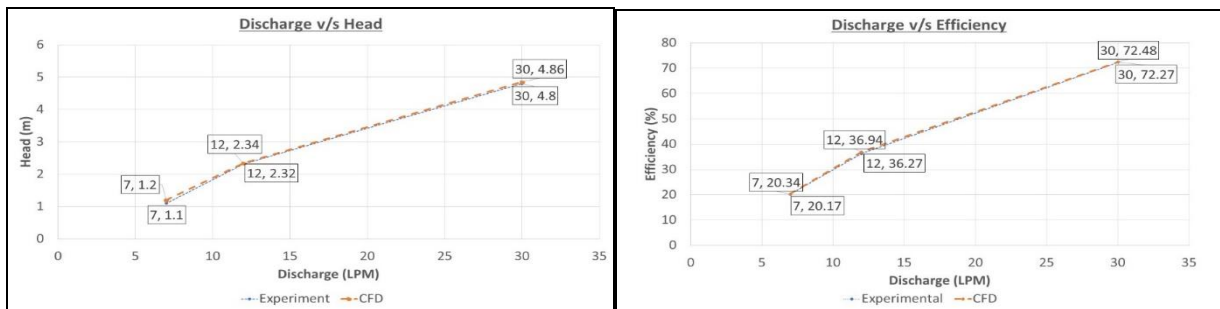 Discharge v/s Head
6
5
4
3
2
1
0
Head (m)
30, 4.86
30, 4.8
12, 2.34
12, 2.32
7, 1.2
7, 1.1
0 5 10 15 20 25 30 35
Discharge (LPM)
Experiment CFD
Discharge v/s Efficiency
80
70
60
50
40
30
20
10
0
Efficiency (%)
30, 72.48
30, 72.27
12, 36.94
12, 36.27
7, 20.34
7, 20.17
0 5 10 15 20 25 30 35
Discharge (LPM)
Experimental CFD